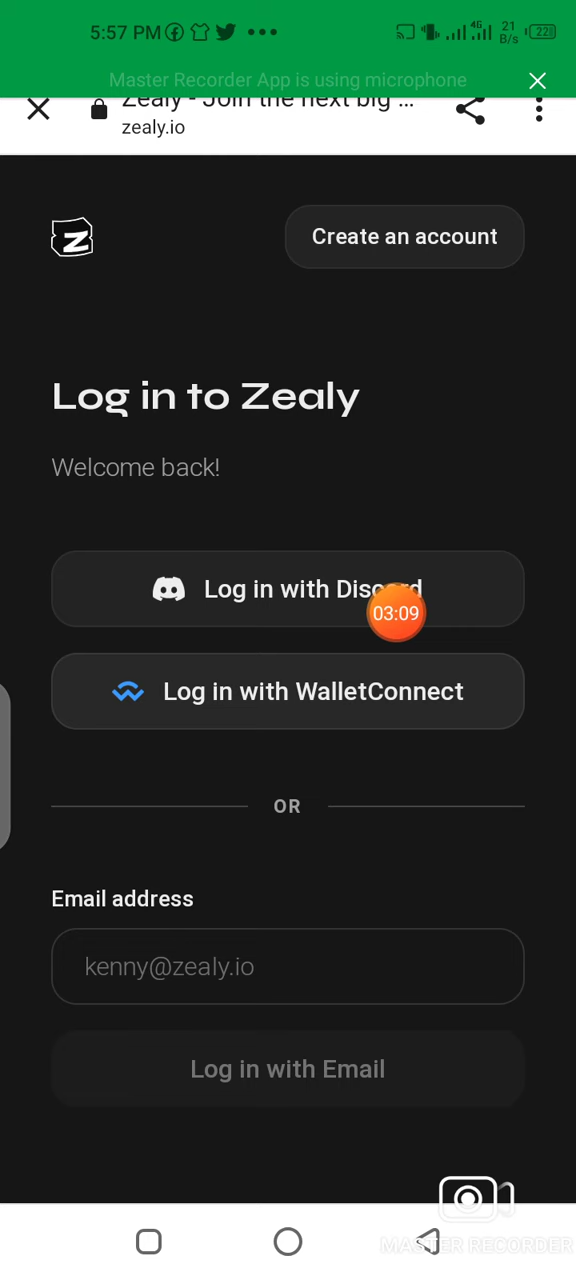 5:57 PM
4G
21 B/s
22
Master Recorder App is using microphone
Zealy - Join the next big ...
zealy.io
Z
Create an account
Log in to Zealy
Welcome back!
Log in with Discord
03:09
Log in with WalletConnect
OR
Email address
kenny@zealy.io
Log in with Email
MASTER RECORDER